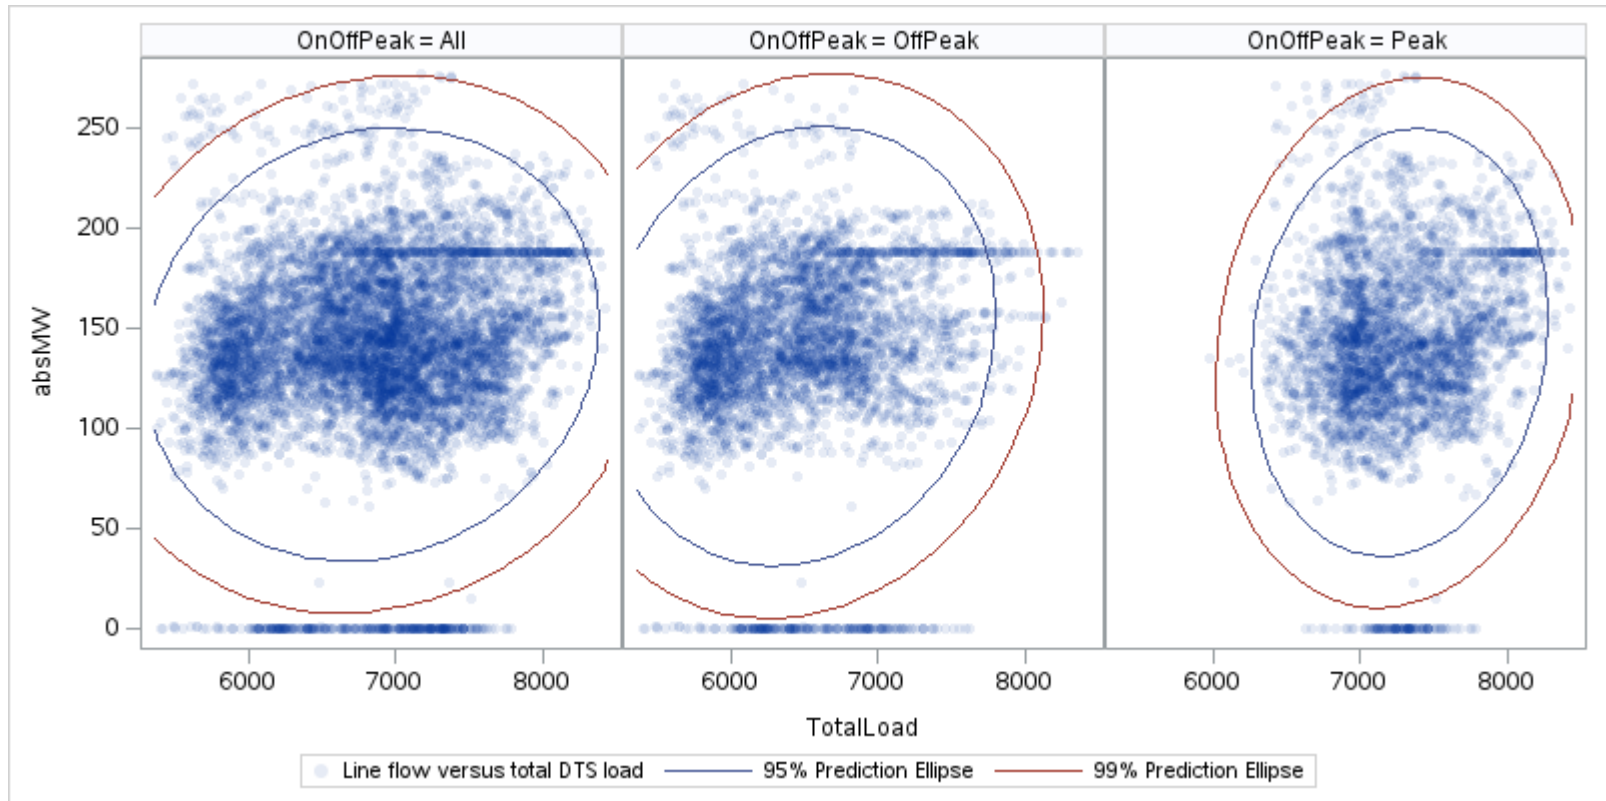 OnOffPeak = All
OnOffPeak = OffPeak
OnOffPeak = Peak
250
200
150
100
50
0
absMW
6000
7000
8000
6000
7000
8000
6000
7000
8000
TotalLoad
Line flow versus total DTS load
95% Prediction Ellipse
99% Prediction Ellipse